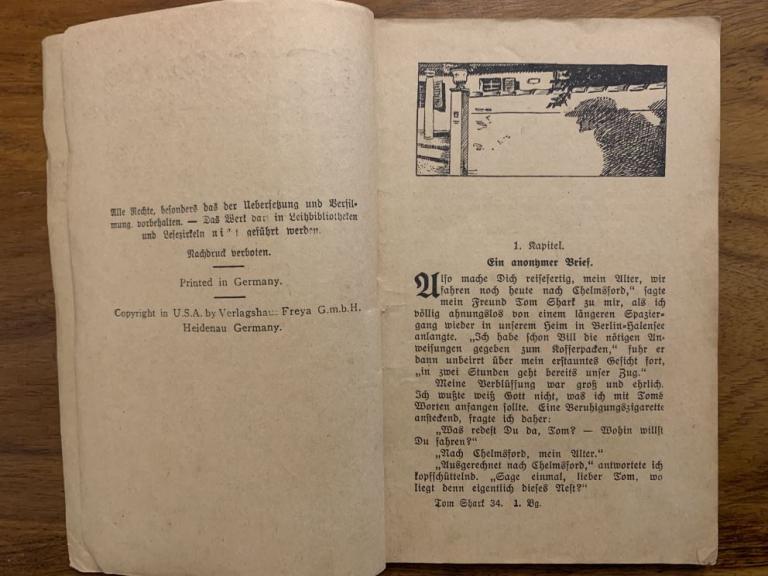 Alle Rechte, besonders das der Uebersetzung und Verfil-
mung vorbehalten. — Das Werk darf in Leihbibliotheken
und Lesezirkeln nicht geführt werden.
Nachdruck verboten.
Printed in Germany.
Copyright in U.S.A. by Verlagshaus Freya G.m.b.H.
Heidenau Germany.
1. Kapitel.
Ein anonymer Brief.
Also mache Dich reisefertig, mein Alter, wir
fahren noch heute nach Chelmsford,“ sagte
mein Freund Tom Shark zu mir, als ich
völlig ahnungslos von einem längeren Spazier-
gang wieder in unserem Heim in Berlin-Halensee
anlangte. „Ich habe schon Bill die nötigen An-
weisungen gegeben zum Kofferpacken,“ fuhr er
dann unbeirrt über mein erstauntes Gesicht fort,
„in zwei Stunden geht bereits unser Zug.“
Meine Verblüffung war groß und ehrlich.
Ich wußte weiß Gott nicht, was ich mit Toms
Worten anfangen sollte. Eine Beruhigungszigarette
ansteckend, fragte ich daher:
„Was redest Du da, Tom? — Wohin willst
Du fahren?“
„Nach Chelmsford, mein Alter.“
„Ausgerechnet nach Chelmsford,“ antwortete ich
kopfschüttelnd. „Sage einmal, lieber Tom, wo
liegt denn eigentlich dieses Nest?“
Tom Shark 34. 1. Bg.